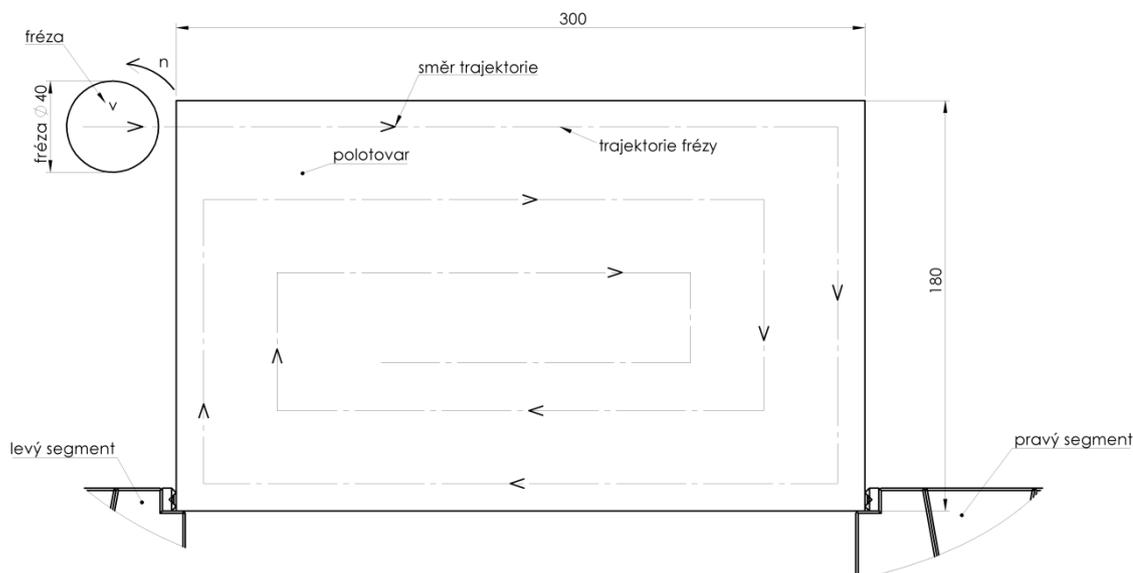 300
fréza
n
směr trajektorie
fréza ∅ 40
v
trajektorie frézy
polotovar
180
levý segment
pravý segment